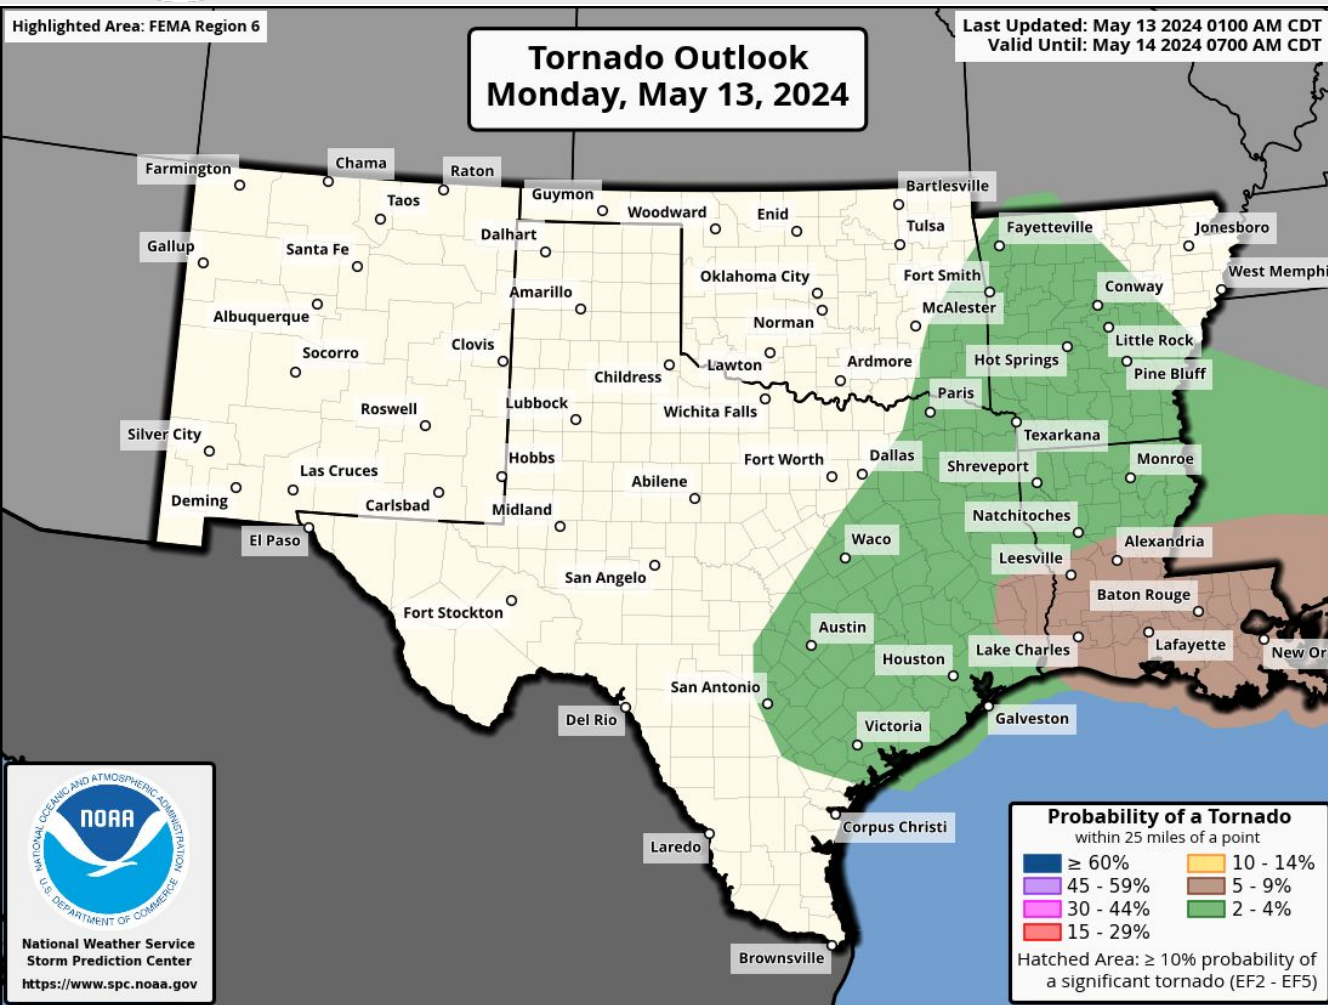 Highlighted Area: FEMA Region 6
Last Updated: May 13 2024 0100 AM CDT
Valid Until: May 14 2024 0700 AM CDT
Tornado Outlook
Monday, May 13, 2024
Farmington
Chama
Raton
Taos
Guymon
Woodward
Enid
Bartlesville
Tulsa
Fayetteville
Jonesboro
Gallup
Santa Fe
Dalhart
Oklahoma City
Fort Smith
Conway
West Memphi
Albuquerque
Amarillo
Norman
McAlester
Little Rock
Socorro
Clovis
Childress
Lawton
Ardmore
Hot Springs
Pine Bluff
Roswell
Lubbock
Wichita Falls
Paris
Texarkana
Silver City
Las Cruces
Hobbs
Abilene
Fort Worth
Dallas
Shreveport
Monroe
Deming
Carlsbad
Midland
Natchitoches
El Paso
Waco
Leesville
Alexandria
San Angelo
Baton Rouge
Fort Stockton
Austin
Houston
Lake Charles
Lafayette
New Or
San Antonio
Del Rio
Victoria
Galveston
Laredo
Corpus Christi
Brownsville
NATIONAL OCEANIC AND ATMOSPHERIC ADMINISTRATION
NOAA
U.S. DEPARTMENT OF COMMERCE
National Weather Service
Storm Prediction Center
https://www.spc.noaa.gov
Probability of a Tornado
within 25 miles of a point
≥ 60% 10 - 14%
45 - 59% 5 - 9%
30 - 44% 2 - 4%
15 - 29%
Hatched Area: ≥ 10% probability of
a significant tornado (EF2 - EF5)